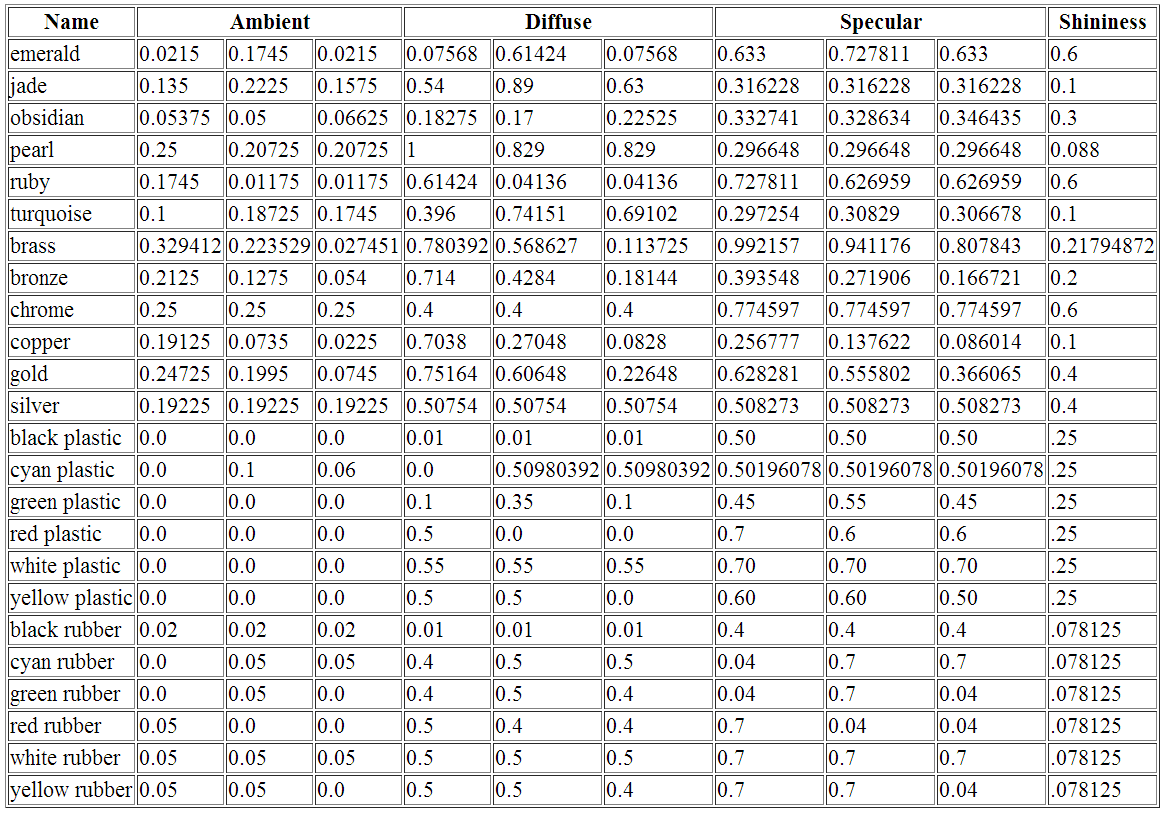 Name Ambient Diffuse Specular Shininess
emerald 0.0215 0.1745 0.0215 0.07568 0.61424 0.07568 0.633 0.727811 0.633 0.6
jade 0.135 0.2225 0.1575 0.54 0.89 0.63 0.316228 0.316228 0.316228 0.1
obsidian 0.05375 0.05 0.06625 0.18275 0.17 0.22525 0.332741 0.328634 0.346435 0.3
pearl 0.25 0.20725 0.20725 1 0.829 0.829 0.296648 0.296648 0.296648 0.088
ruby 0.1745 0.01175 0.01175 0.61424 0.04136 0.04136 0.727811 0.626959 0.626959 0.6
turquoise 0.1 0.18725 0.1745 0.396 0.74151 0.69102 0.297254 0.30829 0.306678 0.1
brass 0.329412 0.223529 0.027451 0.780392 0.568627 0.113725 0.992157 0.941176 0.807843 0.21794872
bronze 0.2125 0.1275 0.054 0.714 0.4284 0.18144 0.393548 0.271906 0.166721 0.2
chrome 0.25 0.25 0.25 0.4 0.4 0.4 0.774597 0.774597 0.774597 0.6
copper 0.19125 0.0735 0.0225 0.7038 0.27048 0.0828 0.256777 0.137622 0.086014 0.1
gold 0.24725 0.1995 0.0745 0.75164 0.60648 0.22648 0.628281 0.555802 0.366065 0.4
silver 0.19225 0.19225 0.19225 0.50754 0.50754 0.50754 0.508273 0.508273 0.508273 0.4
black plastic 0.0 0.0 0.0 0.01 0.01 0.01 0.50 0.50 0.50 .25
cyan plastic 0.0 0.1 0.06 0.0 0.50980392 0.50980392 0.50196078 0.50196078 0.50196078 .25
green plastic 0.0 0.0 0.0 0.1 0.35 0.1 0.45 0.55 0.45 .25
red plastic 0.0 0.0 0.0 0.5 0.0 0.0 0.7 0.6 0.6 .25
white plastic 0.0 0.0 0.0 0.55 0.55 0.55 0.70 0.70 0.70 .25
yellow plastic 0.0 0.0 0.0 0.5 0.5 0.0 0.60 0.60 0.50 .25
black rubber 0.02 0.02 0.02 0.01 0.01 0.01 0.4 0.4 0.4 .078125
cyan rubber 0.0 0.05 0.05 0.4 0.5 0.5 0.04 0.7 0.7 .078125
green rubber 0.0 0.05 0.0 0.4 0.5 0.4 0.04 0.7 0.04 .078125
red rubber 0.05 0.0 0.0 0.5 0.4 0.4 0.7 0.04 0.04 .078125
white rubber 0.05 0.05 0.05 0.5 0.5 0.5 0.7 0.7 0.7 .078125
yellow rubber 0.05 0.05 0.0 0.5 0.5 0.4 0.7 0.7 0.04 .078125